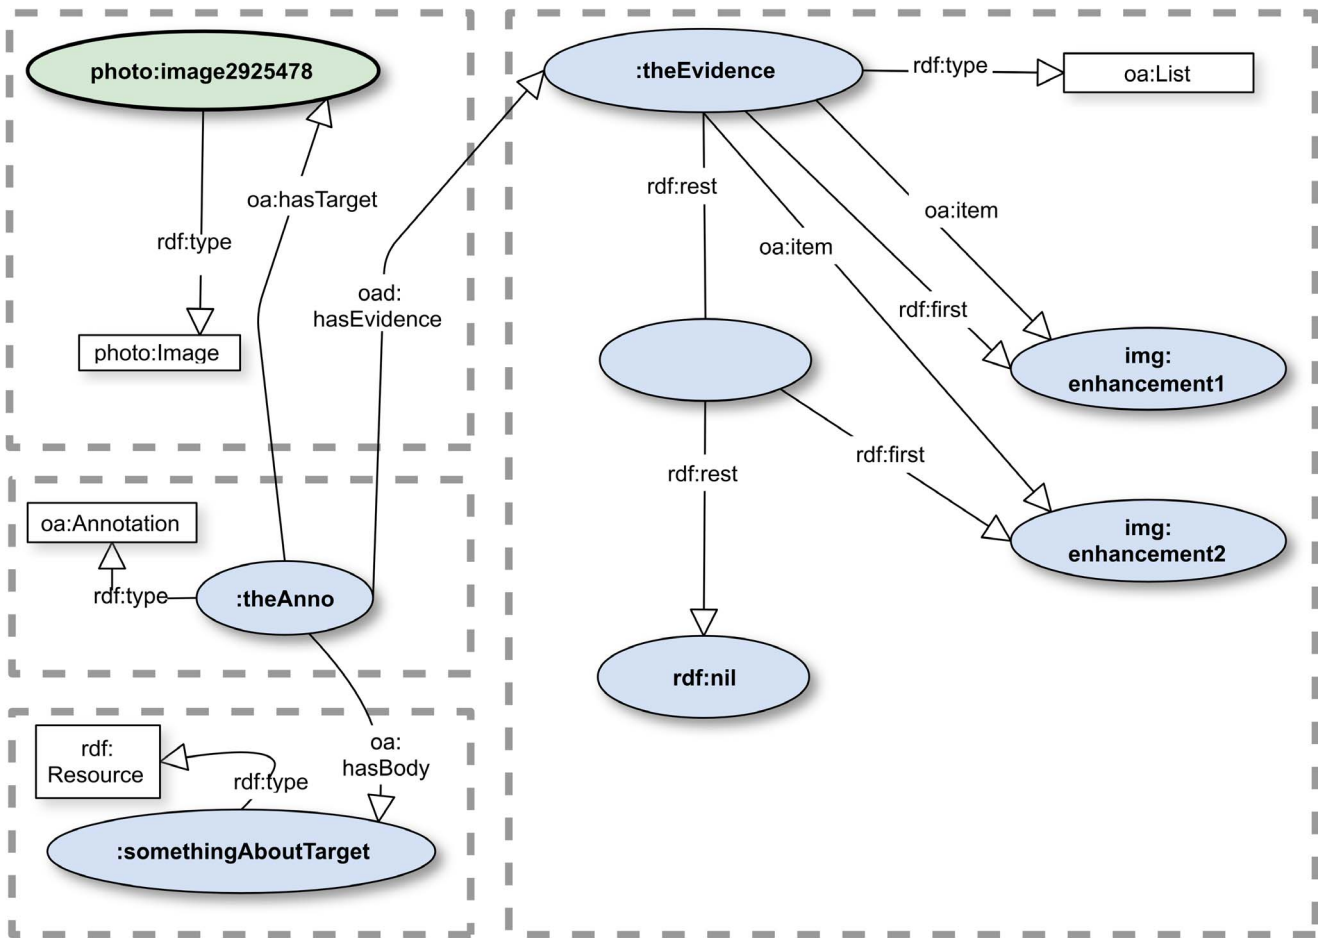 photo:image2925478
oa:hasTarget
rdf:type
photo:Image
oad:
hasEvidence
oa:Annotation
rdf:type
:theAnno
rdf:
Resource
rdf:type
oa:
hasBody
:somethingAboutTarget
:theEvidence
rdf:type
oa:List
rdf:rest
oa:item
oa:item
rdf:first
img:
enhancement1
rdf:first
rdf:rest
img:
enhancement2
rdf:nil